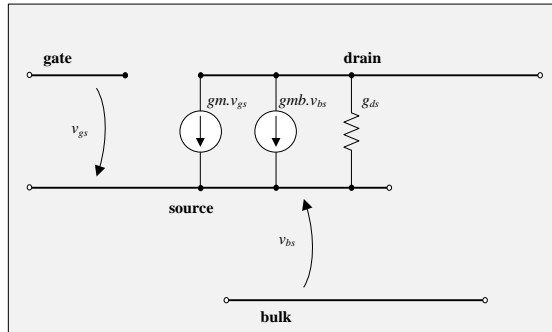 gate
drain
gm.vgs
gmb.vbs
gds
vgs
source
vbs
bulk